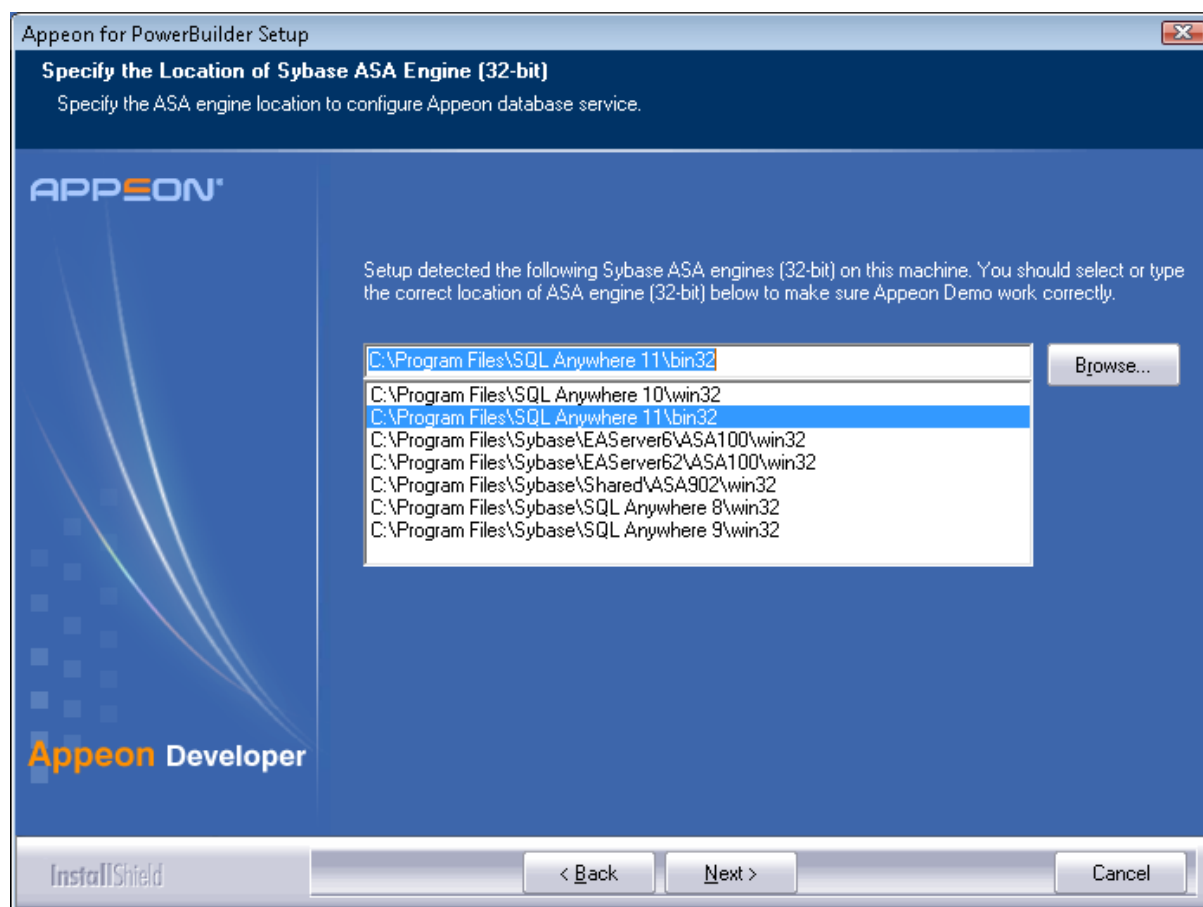 Appeon for PowerBuilder Setup
Specify the Location of Sybase ASA Engine (32-bit)
Specify the ASA engine location to configure Appeon database service.
APPEON
Setup detected the following Sybase ASA engines (32-bit) on this machine. You should select or type
the correct location of ASA engine (32-bit) below to make sure Appeon Demo work correctly.
C:\Program Files\SQL Anywhere 11\bin32
Browse...
C:\Program Files\SQL Anywhere 10\win32
C:\Program Files\SQL Anywhere 11\bin32
C:\Program Files\Sybase\EAServer6\ASA100\win32
C:\Program Files\Sybase\EAServer62\ASA100\win32
C:\Program Files\Sybase\Shared\ASA902\win32
C:\Program Files\Sybase\SQL Anywhere 8\win32
C:\Program Files\Sybase\SQL Anywhere 9\win32
Appeon Developer
InstallShield
< Back
Next >
Cancel